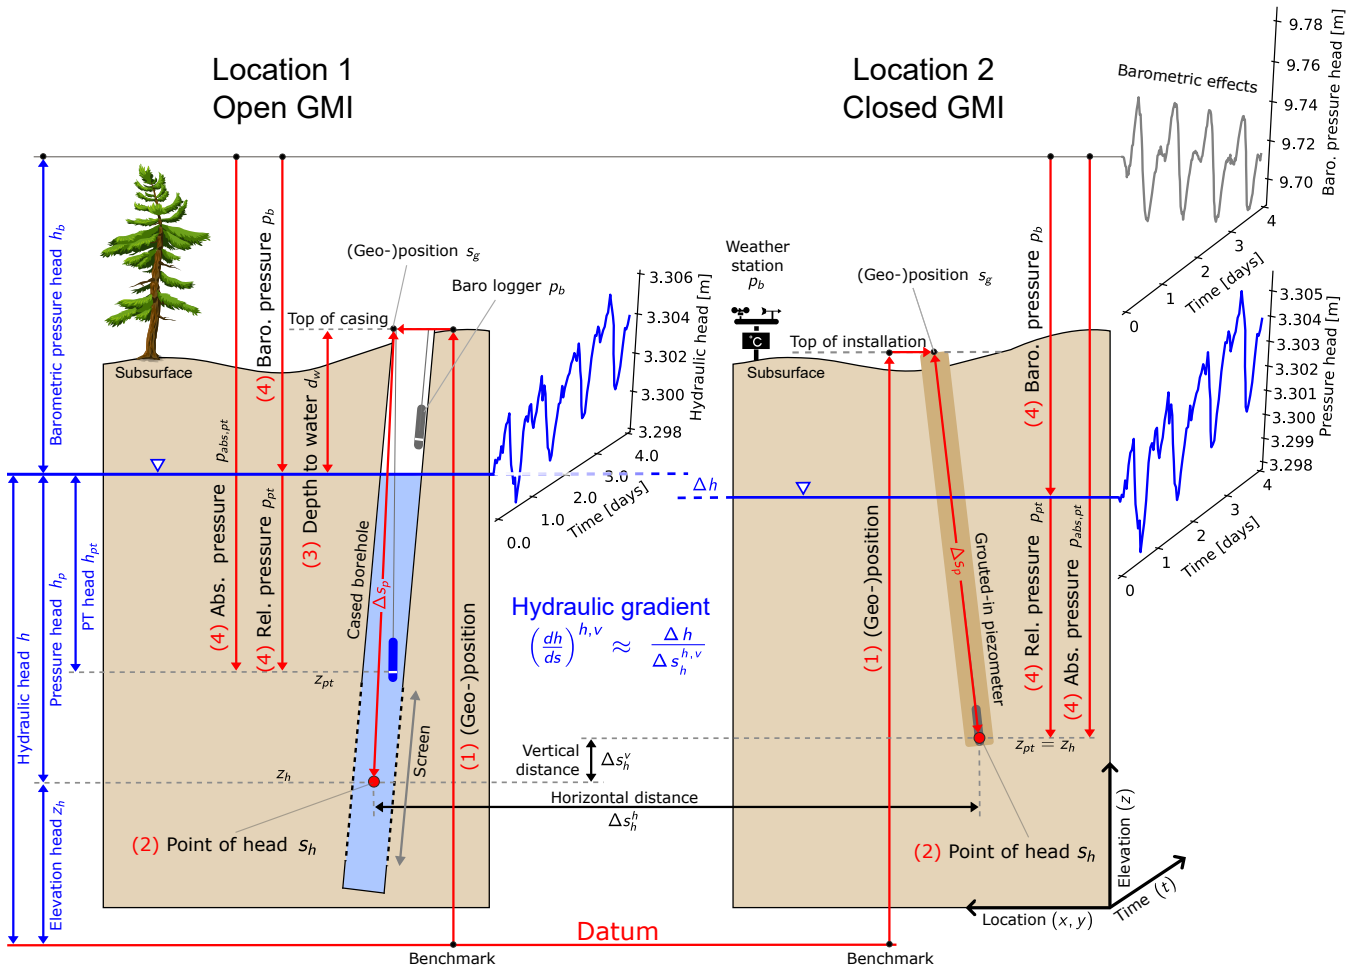 Location 1
Open GMI
Location 2
Closed GMI
Barometric effects
9.78
9.76
9.74
9.72
9.70
Baro. pressure head [m]
0
1
2
3
4
Time [days]
Barometric pressure head h_b
(4) Abs. pressure p_abs,pt
(4) Baro. pressure p_b
(4) Rel. pressure p_pt
(3) Depth to water d_w
(Geo-)position s_g
Baro logger p_b
Top of casing
Subsurface
3.306
3.304
3.302
3.300
3.298
Hydraulic head [m]
0.0
1.0
2.0
3.0
4.0
Time [days]
Weather
station
p_b
°C
(Geo-)position s_g
Top of installation
Subsurface
(4) Baro. pressure p_b
(4) Rel. pressure p_pt
(4) Abs. pressure p_abs,pt
3.305
3.304
3.303
3.302
3.301
3.300
3.299
3.298
Pressure head [m]
0
1
2
3
4
Time [days]
Δh
Hydraulic head h
Pressure head h_p
PT head h_pt
Elevation head z_h
Cased borehole
Δs_p
(1) (Geo-)position
Screen
z_pt
z_h
(2) Point of head s_h
Hydraulic gradient
(dh/ds)^h,v ≈ Δh/Δs_h^h,v
(1) (Geo-)position
Δs_p
Grouted-in piezometer
z_pt = z_h
Vertical
distance
Δs_h^v
Horizontal distance
Δs_h^h
(2) Point of head s_h
Elevation (z)
Time (t)
Location (x, y)
Datum
Benchmark
Benchmark